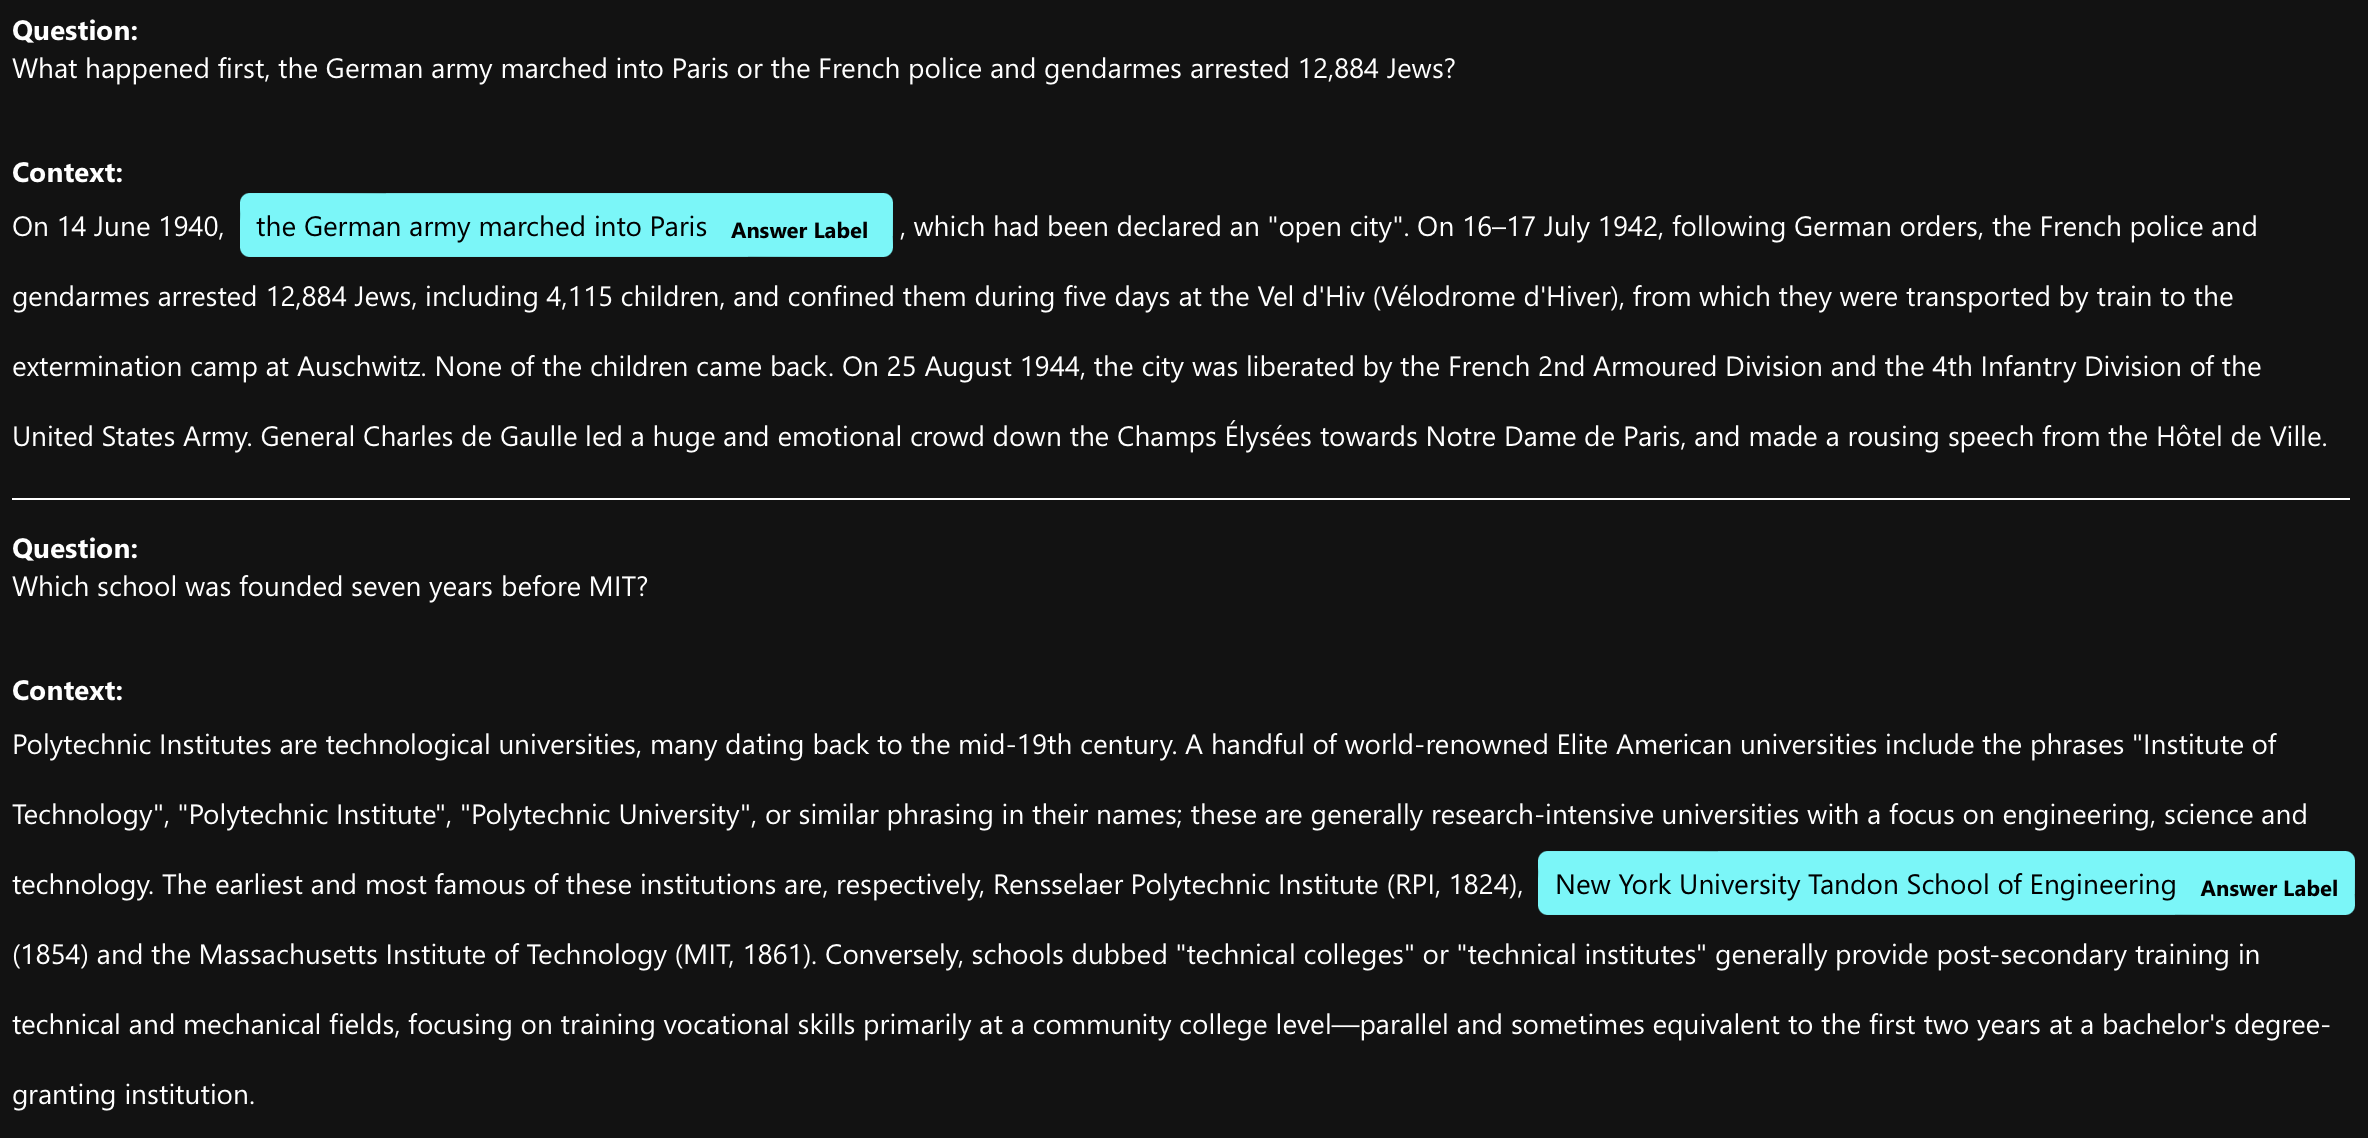 Question:
What happened first, the German army marched into Paris or the French police and gendarmes arrested 12,884 Jews?
Context:
On 14 June 1940, the German army marched into Paris Answer Label , which had been declared an "open city". On 16–17 July 1942, following German orders, the French police and
gendarmes arrested 12,884 Jews, including 4,115 children, and confined them during five days at the Vel d'Hiv (Vélodrome d'Hiver), from which they were transported by train to the
extermination camp at Auschwitz. None of the children came back. On 25 August 1944, the city was liberated by the French 2nd Armoured Division and the 4th Infantry Division of the
United States Army. General Charles de Gaulle led a huge and emotional crowd down the Champs Élysées towards Notre Dame de Paris, and made a rousing speech from the Hôtel de Ville.
Question:
Which school was founded seven years before MIT?
Context:
Polytechnic Institutes are technological universities, many dating back to the mid-19th century. A handful of world-renowned Elite American universities include the phrases "Institute of
Technology", "Polytechnic Institute", "Polytechnic University", or similar phrasing in their names; these are generally research-intensive universities with a focus on engineering, science and
technology. The earliest and most famous of these institutions are, respectively, Rensselaer Polytechnic Institute (RPI, 1824), New York University Tandon School of Engineering Answer Label
(1854) and the Massachusetts Institute of Technology (MIT, 1861). Conversely, schools dubbed "technical colleges" or "technical institutes" generally provide post-secondary training in
technical and mechanical fields, focusing on training vocational skills primarily at a community college level—parallel and sometimes equivalent to the first two years at a bachelor's degree-
granting institution.